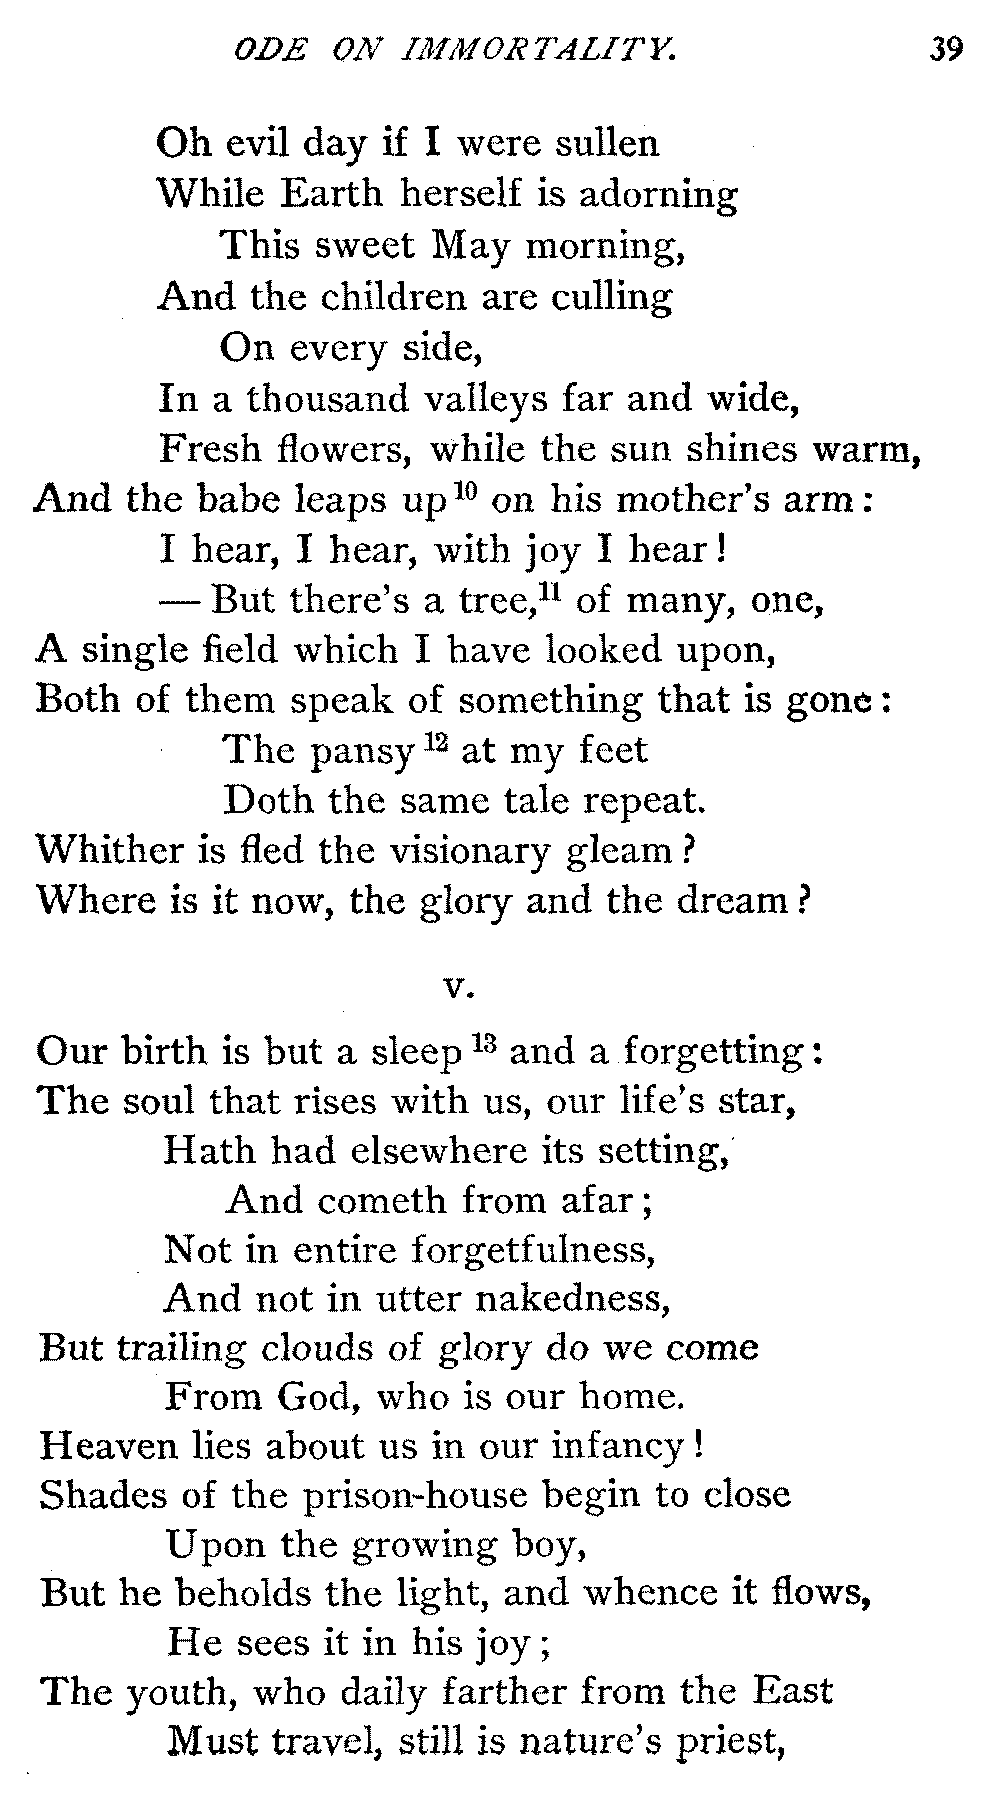 ODE ON IMMORTALITY. 39
Oh evil day if I were sullen
While Earth herself is adorning
This sweet May morning,
And the children are culling
On every side,
In a thousand valleys far and wide,
Fresh flowers, while the sun shines warm,
And the babe leaps up¹⁰ on his mother's arm:
I hear, I hear, with joy I hear!
— But there's a tree,¹¹ of many, one,
A single field which I have looked upon,
Both of them speak of something that is gone:
The pansy¹² at my feet
Doth the same tale repeat.
Whither is fled the visionary gleam?
Where is it now, the glory and the dream?
V.
Our birth is but a sleep¹³ and a forgetting:
The soul that rises with us, our life's star,
Hath had elsewhere its setting,
And cometh from afar;
Not in entire forgetfulness,
And not in utter nakedness,
But trailing clouds of glory do we come
From God, who is our home.
Heaven lies about us in our infancy!
Shades of the prison-house begin to close
Upon the growing boy,
But he beholds the light, and whence it flows,
He sees it in his joy;
The youth, who daily farther from the East
Must travel, still is nature's priest,